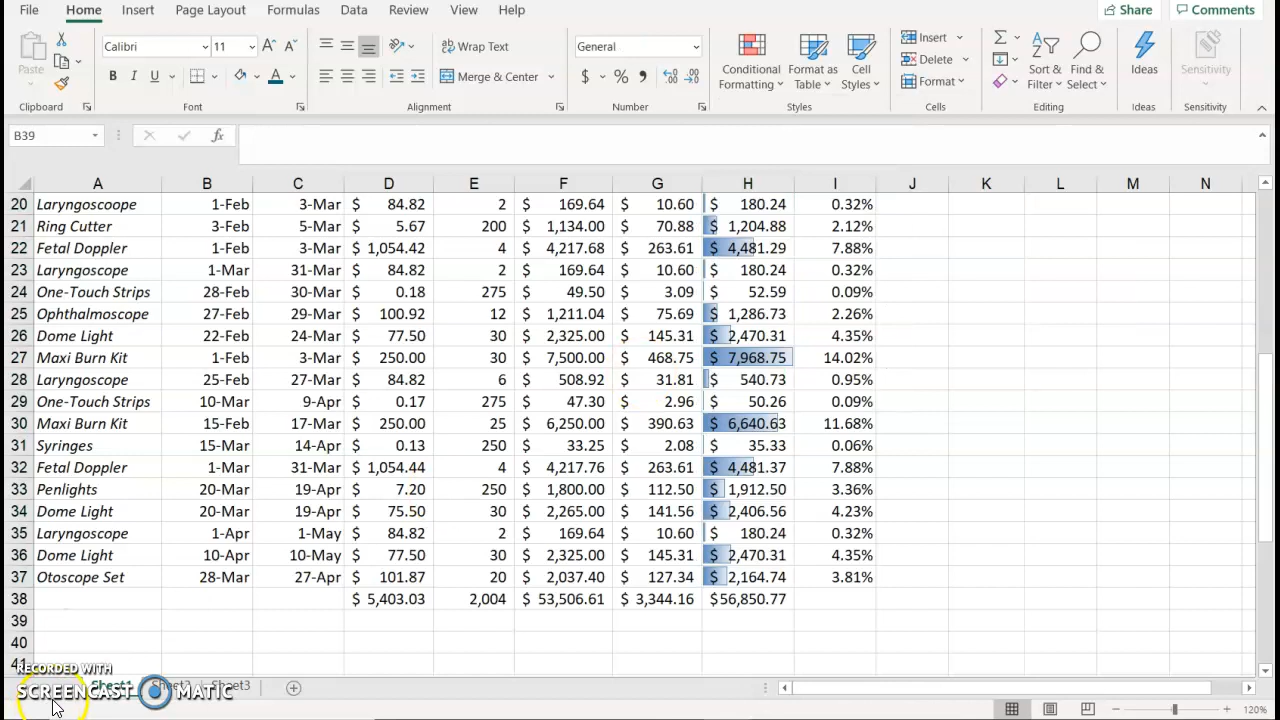 File Home Insert Page Layout Formulas Data Review View Help Share Comments
Paste Calibri 11 A A Wrap Text General Conditional Formatting Format as Table Cell Styles Insert Delete Format Sort & Filter Find & Select Ideas Sensitivity
B I U A Merge & Center $ % ,
Clipboard Font Alignment Number Styles Cells Editing Ideas Sensitivity
B39 fx
A B C D E F G H I J K L M N
20 Laryngoscoope 1-Feb 3-Mar $ 84.82 2 $ 169.64 $ 10.60 $ 180.24 0.32%
21 Ring Cutter 3-Feb 5-Mar $ 5.67 200 $ 1,134.00 $ 70.88 $ 1,204.88 2.12%
22 Fetal Doppler 1-Feb 3-Mar $ 1,054.42 4 $ 4,217.68 $ 263.61 $ 4,481.29 7.88%
23 Laryngoscope 1-Mar 31-Mar $ 84.82 2 $ 169.64 $ 10.60 $ 180.24 0.32%
24 One-Touch Strips 28-Feb 30-Mar $ 0.18 275 $ 49.50 $ 3.09 $ 52.59 0.09%
25 Ophthalmoscope 27-Feb 29-Mar $ 100.92 12 $ 1,211.04 $ 75.69 $ 1,286.73 2.26%
26 Dome Light 22-Feb 24-Mar $ 77.50 30 $ 2,325.00 $ 145.31 $ 2,470.31 4.35%
27 Maxi Burn Kit 1-Feb 3-Mar $ 250.00 30 $ 7,500.00 $ 468.75 $ 7,968.75 14.02%
28 Laryngoscope 25-Feb 27-Mar $ 84.82 6 $ 508.92 $ 31.81 $ 540.73 0.95%
29 One-Touch Strips 10-Mar 9-Apr $ 0.17 275 $ 47.30 $ 2.96 $ 50.26 0.09%
30 Maxi Burn Kit 15-Feb 17-Mar $ 250.00 25 $ 6,250.00 $ 390.63 $ 6,640.63 11.68%
31 Syringes 15-Mar 14-Apr $ 0.13 250 $ 33.25 $ 2.08 $ 35.33 0.06%
32 Fetal Doppler 1-Mar 31-Mar $ 1,054.44 4 $ 4,217.76 $ 263.61 $ 4,481.37 7.88%
33 Penlights 20-Mar 19-Apr $ 7.20 250 $ 1,800.00 $ 112.50 $ 1,912.50 3.36%
34 Dome Light 20-Mar 19-Apr $ 75.50 30 $ 2,265.00 $ 141.56 $ 2,406.56 4.23%
35 Laryngoscope 1-Apr 1-May $ 84.82 2 $ 169.64 $ 10.60 $ 180.24 0.32%
36 Dome Light 10-Apr 10-May $ 77.50 30 $ 2,325.00 $ 145.31 $ 2,470.31 4.35%
37 Otoscope Set 28-Mar 27-Apr $ 101.87 20 $ 2,037.40 $ 127.34 $ 2,164.74 3.81%
38 $ 5,403.03 2,004 $ 53,506.61 $ 3,344.16 $56,850.77
39
40
41
RECORDED WITH
Sheet1 Sheet2 Sheet3
SCREENCAST MATIC
120%